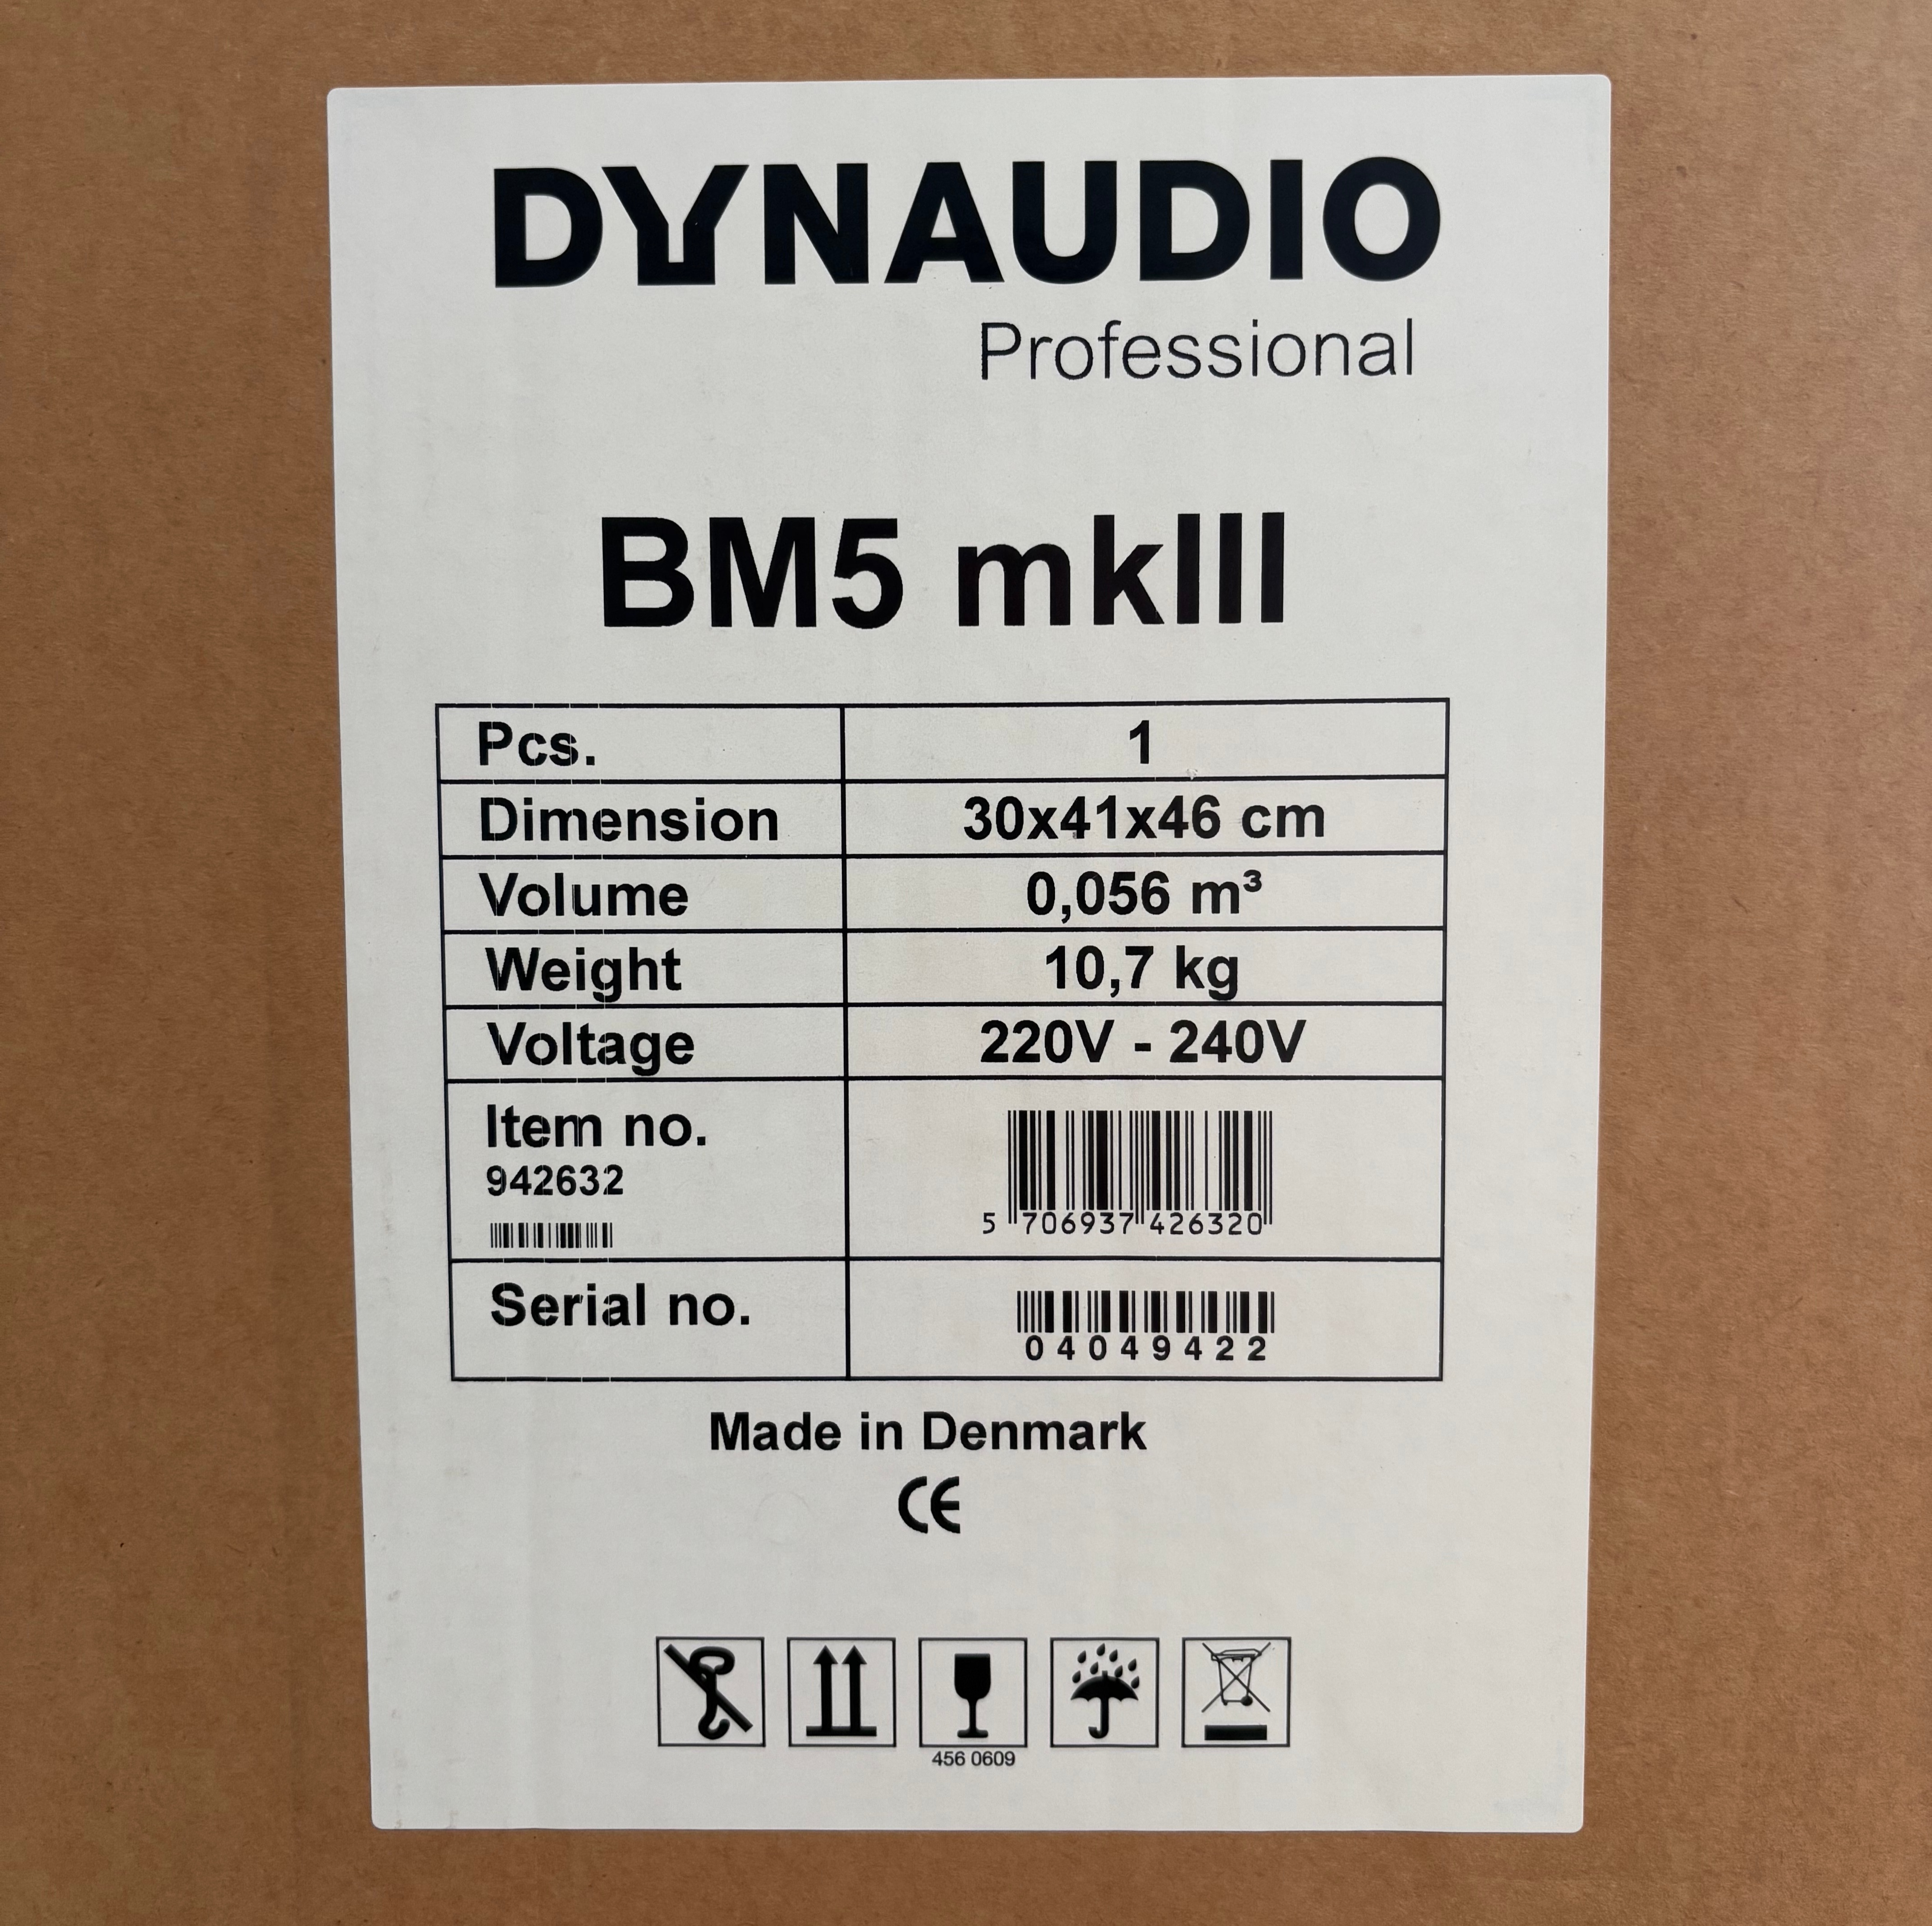 DYNAUDIO
Professional
BM5 mkIII
Pcs. 1
Dimension 30x41x46 cm
Volume 0,056 m³
Weight 10,7 kg
Voltage 220V - 240V
Item no.
942632
5 706937 426320
Serial no.
04049422
Made in Denmark
CE
456 0609